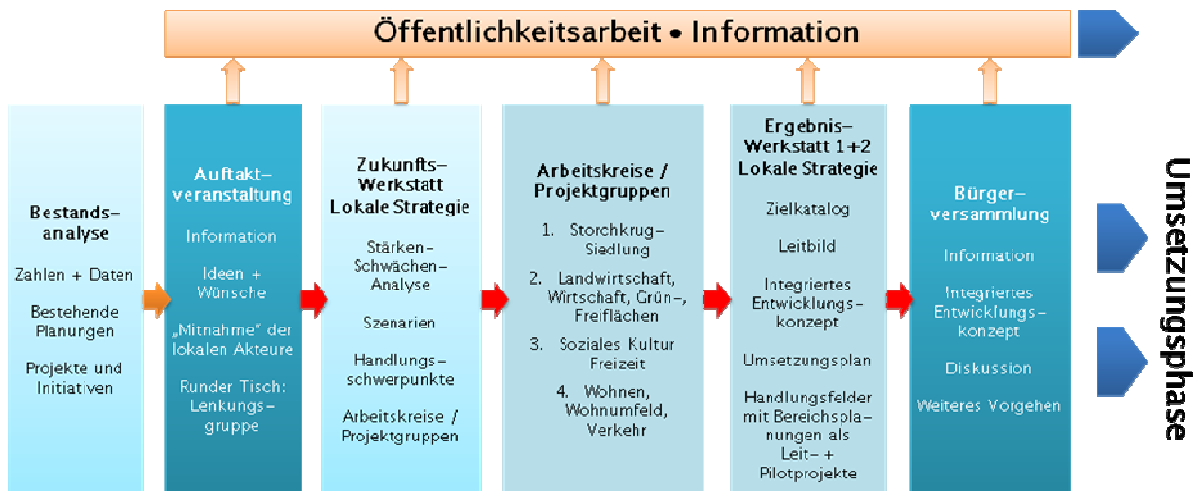 Öffentlichkeitsarbeit • Information
Bestands–
analyse
Zahlen + Daten
Bestehende
Planungen
Projekte und
Initiativen
Auftakt–
veranstaltung
Information
Ideen +
Wünsche
„Mitnahme“ der
lokalen Akteure
Runder Tisch:
Lenkungs–
gruppe
Zukunfts–
Werkstatt
Lokale Strategie
Stärken–
Schwächen–
Analyse
Szenarien
Handlungs–
schwerpunkte
Arbeitskreise /
Projektgruppen
Arbeitskreise /
Projektgruppen
1. Storchkrug–
Siedlung
2. Landwirtschaft,
Wirtschaft, Grün–,
Freiflächen
3. Soziales Kultur
Freizeit
4. Wohnen,
Wohnumfeld,
Verkehr
Ergebnis–
Werkstatt 1+2
Lokale Strategie
Zielkatalog
Leitbild
Integriertes
Entwicklungs–
konzept
Umsetzungsplan
Handlungsfelder
mit Bereichspla–
nungen als
Leit– +
Pilotprojekte
Bürger–
versammlung
Information
Integriertes
Entwicklungs–
konzept
Diskussion
Weiteres Vorgehen
Umsetzungsphase